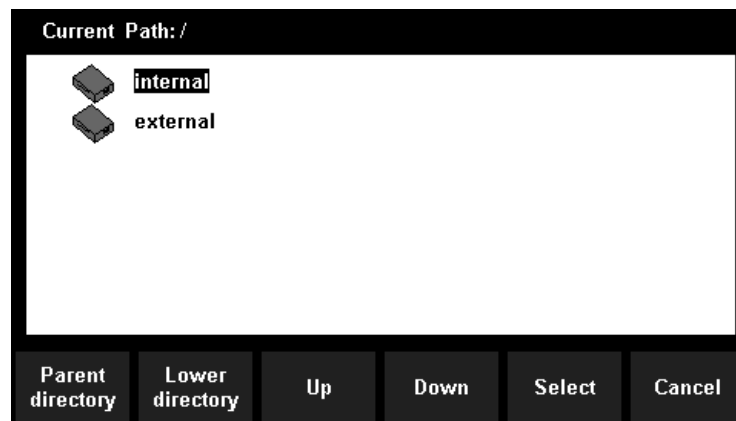 Current Path: /
internal
external
Parent directory
Lower directory
Up
Down
Select
Cancel